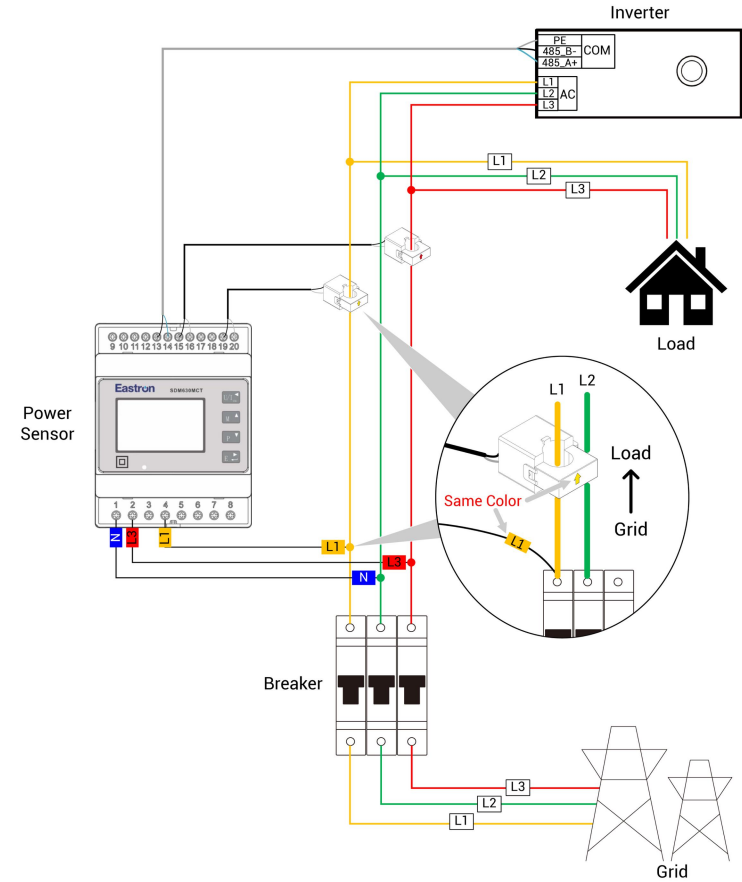 Inverter
PE
485_B-
485_A+
COM
L1
L2
L3
AC
L1
L2
L3
Load
9 10 11 12 13 14 15 16 17 18 19 20
Eastron
SDM630MCT
Power
Sensor
1 2 3 4 5 6 7 8
N
L3
L1
L1
L3
N
L1
L2
Load
Grid
Same Color
L1
Breaker
L3
L2
L1
Grid